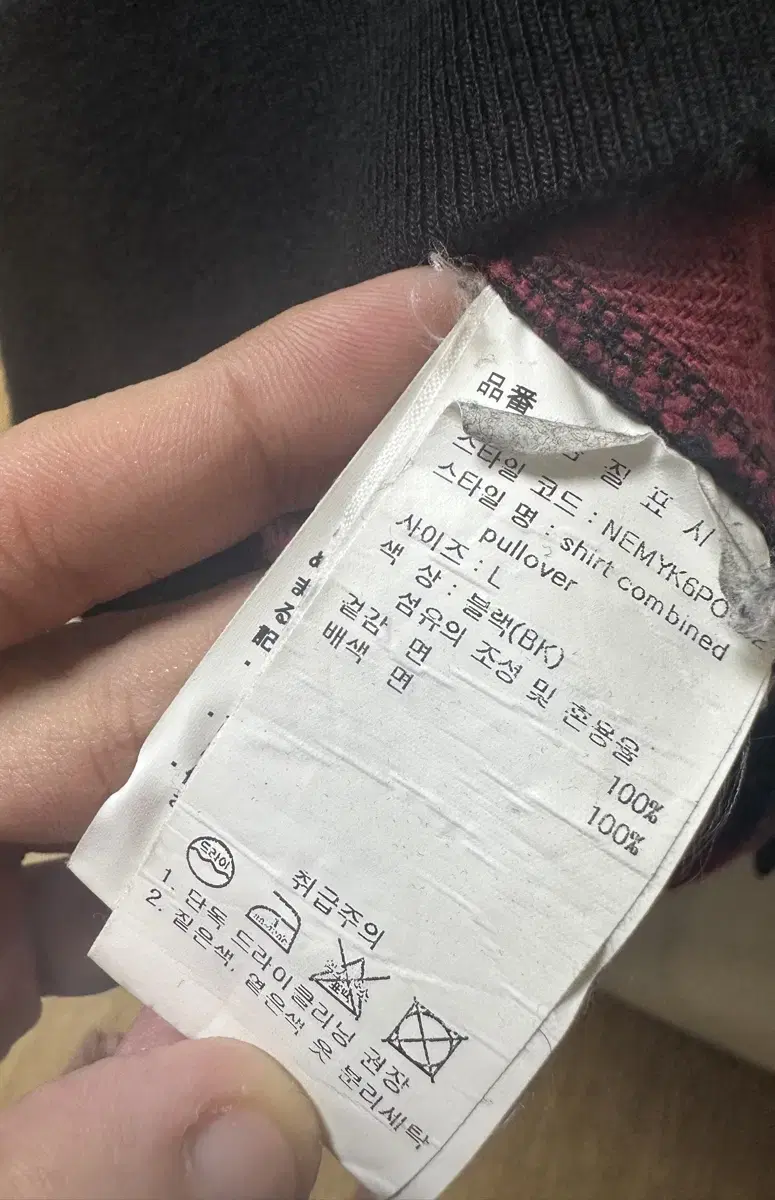 品番
질 표 시
스타일 코드 : NEMYK6PO
스타일 명 : shirt combined
pullover
사이즈 : L
색 상 : 블랙(BK)
섬유의 조성 및 혼용율
겉감 면 100%
배색 면 100%
취급주의
드라이
1. 단독 드라이클리닝 권장
2. 짙은색, 옅은색 옷 분리세탁